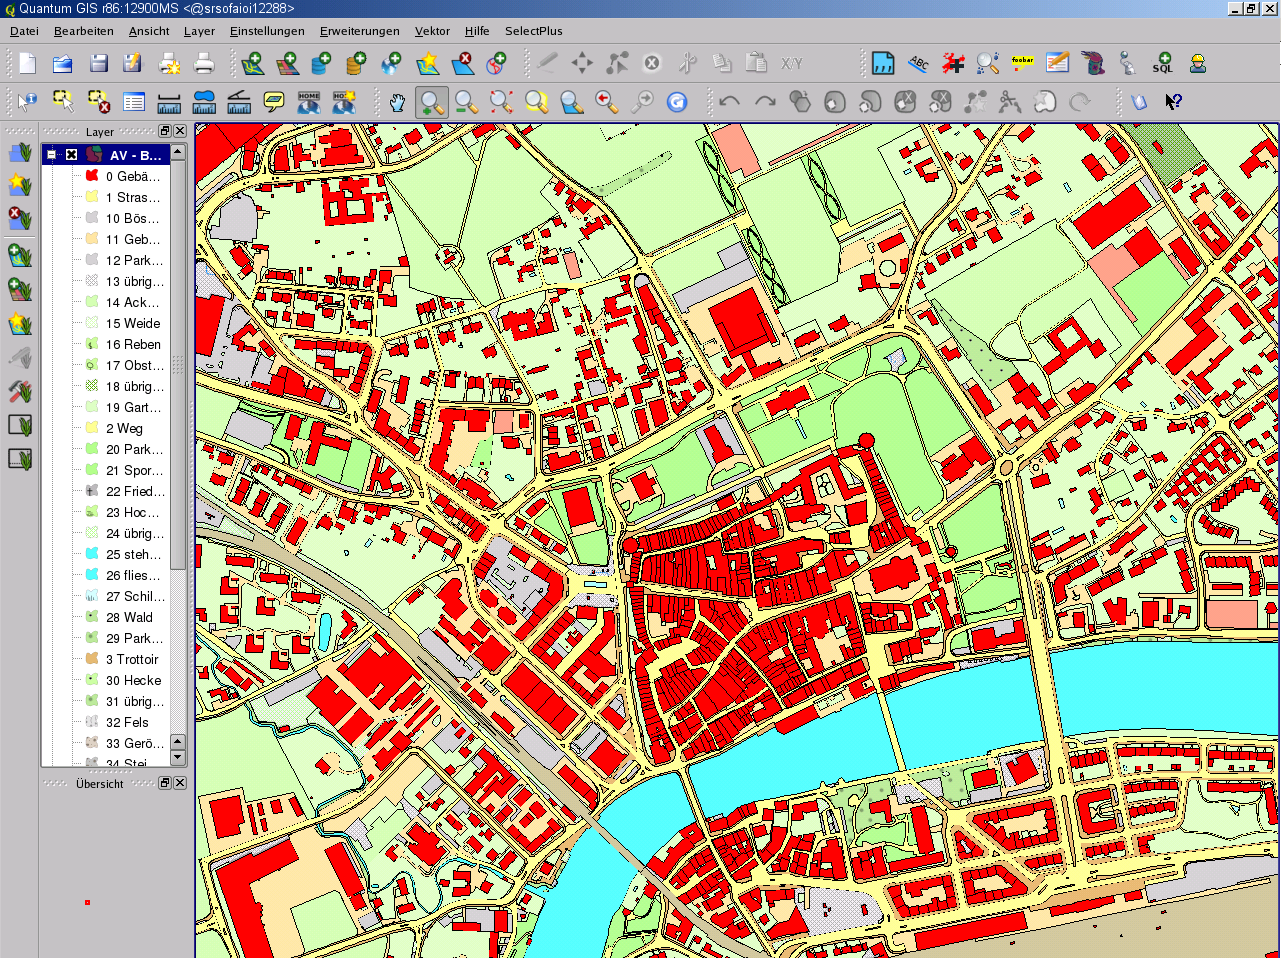 Quantum GIS r86:12900MS <@srsofaioi12288>
Datei Bearbeiten Ansicht Layer Einstellungen Erweiterungen Vektor Hilfe SelectPlus
X/Y ABC foobar SQL
HOME HOME
Layer
AV - B...
0 Gebä...
1 Stras...
10 Bös...
11 Geb...
12 Park...
13 übrig...
14 Ack...
15 Weide
16 Reben
17 Obst...
18 übrig...
19 Gart...
2 Weg
20 Park...
21 Spor...
22 Fried...
23 Hoc...
24 übrig...
25 steh...
26 flies...
27 Schil...
28 Wald
29 Park...
3 Trottoir
30 Hecke
31 übrig...
32 Fels
33 Gerö...
34 Stei
Übersicht